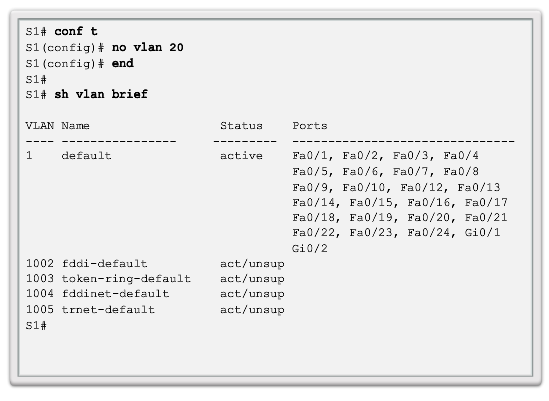 S1# conf t
S1(config)# no vlan 20
S1(config)# end
S1#
S1# sh vlan brief
VLAN Name Status Ports
---- ---------------- --------- -------------------------------
1 default active Fa0/1, Fa0/2, Fa0/3, Fa0/4
Fa0/5, Fa0/6, Fa0/7, Fa0/8
Fa0/9, Fa0/10, Fa0/12, Fa0/13
Fa0/14, Fa0/15, Fa0/16, Fa0/17
Fa0/18, Fa0/19, Fa0/20, Fa0/21
Fa0/22, Fa0/23, Fa0/24, Gi0/1
Gi0/2
1002 fddi-default act/unsup
1003 token-ring-default act/unsup
1004 fddinet-default act/unsup
1005 trnet-default act/unsup
S1#